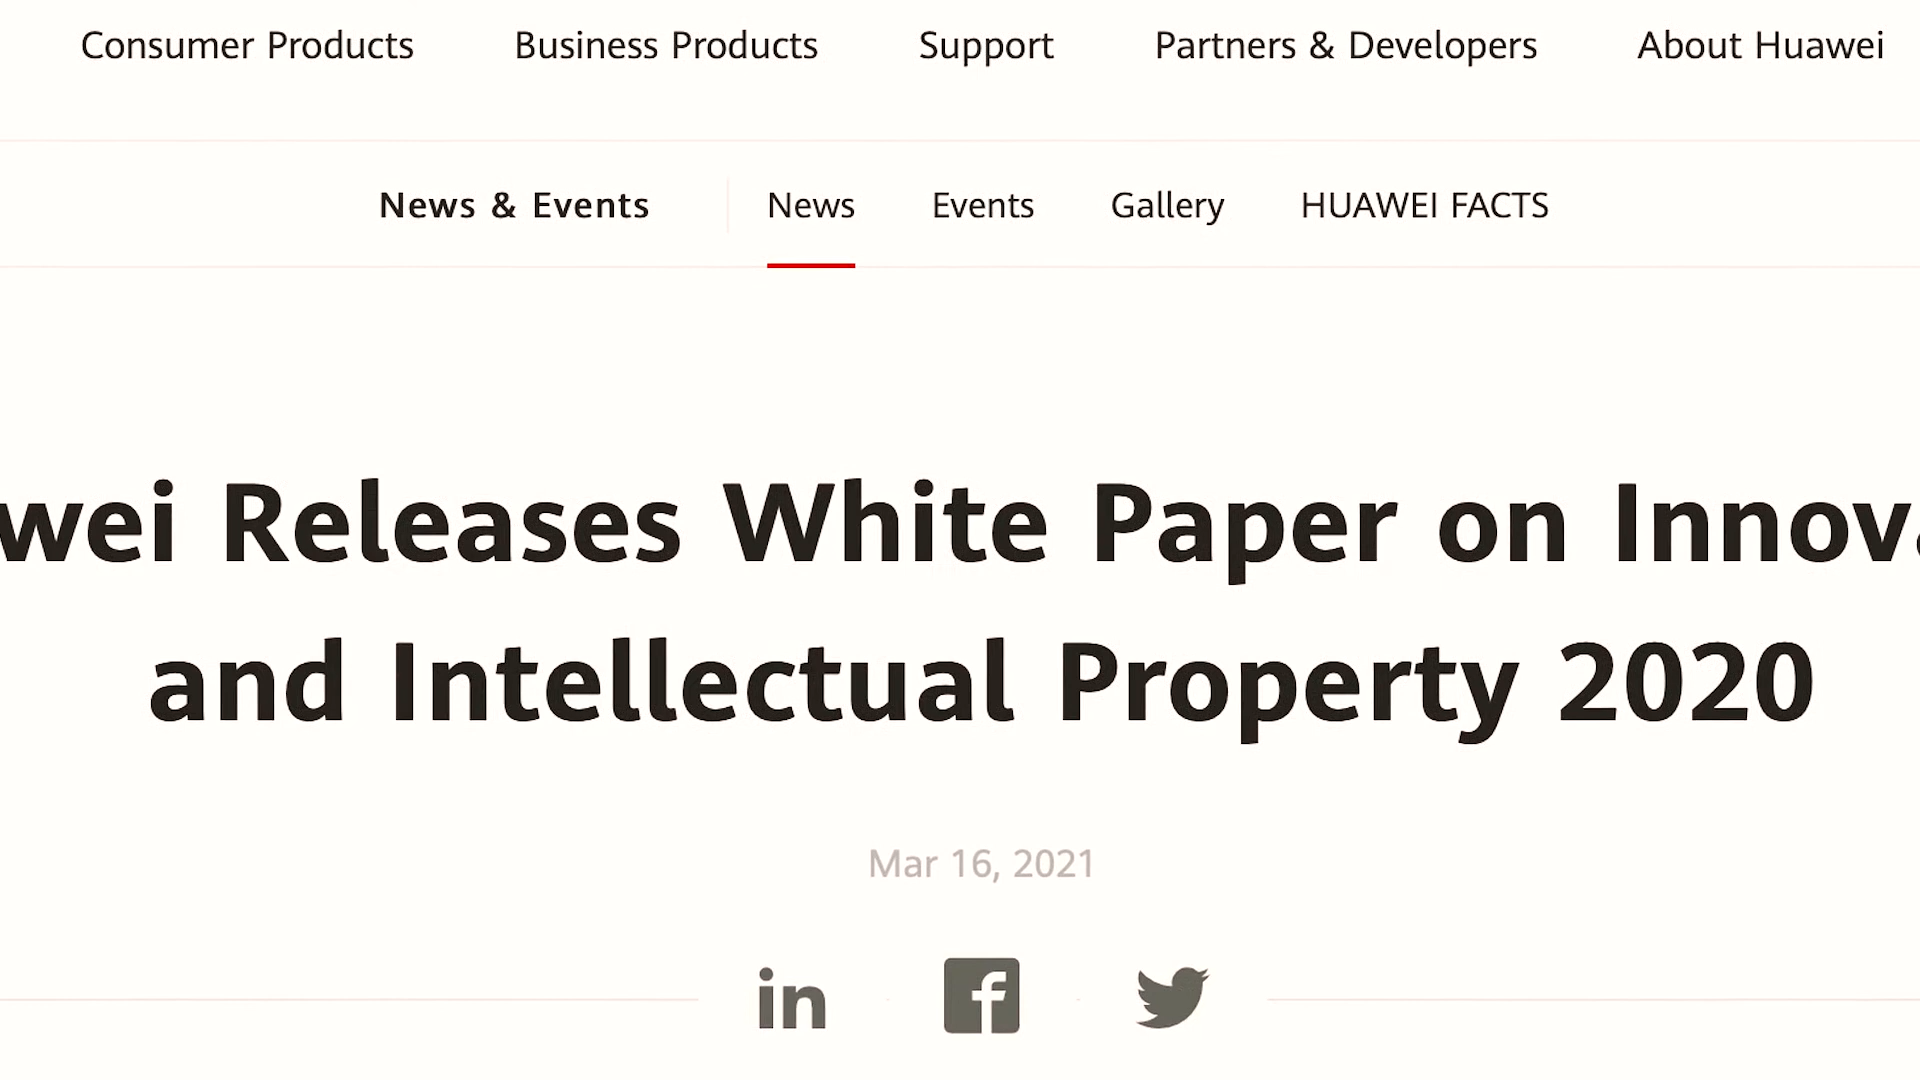 Consumer Products Business Products Support Partners & Developers About Huawei
News & Events News Events Gallery HUAWEI FACTS
wei Releases White Paper on Innov
and Intellectual Property 2020
Mar 16, 2021
in f